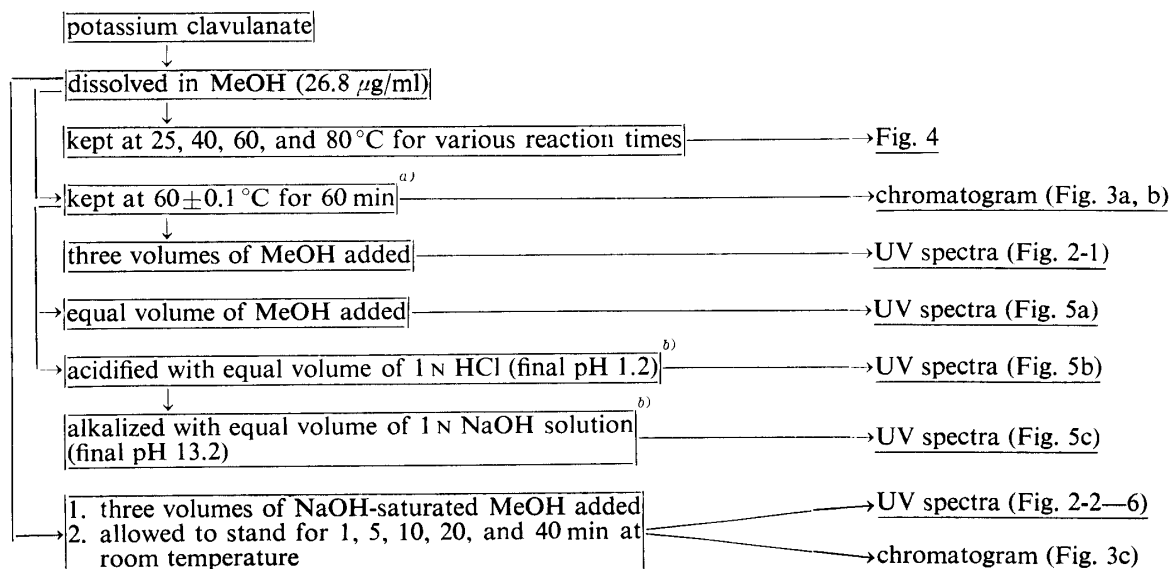 potassium clavulanate
dissolved in MeOH (26.8 μg/ml)
kept at 25, 40, 60, and 80 °C for various reaction times
Fig. 4
kept at 60±0.1 °C for 60 min a)
chromatogram (Fig. 3a, b)
three volumes of MeOH added
UV spectra (Fig. 2-1)
equal volume of MeOH added
UV spectra (Fig. 5a)
acidified with equal volume of 1 N HCl (final pH 1.2) b)
UV spectra (Fig. 5b)
alkalized with equal volume of 1 N NaOH solution b)
(final pH 13.2)
UV spectra (Fig. 5c)
1. three volumes of NaOH-saturated MeOH added
2. allowed to stand for 1, 5, 10, 20, and 40 min at
room temperature
UV spectra (Fig. 2-2—6)
chromatogram (Fig. 3c)